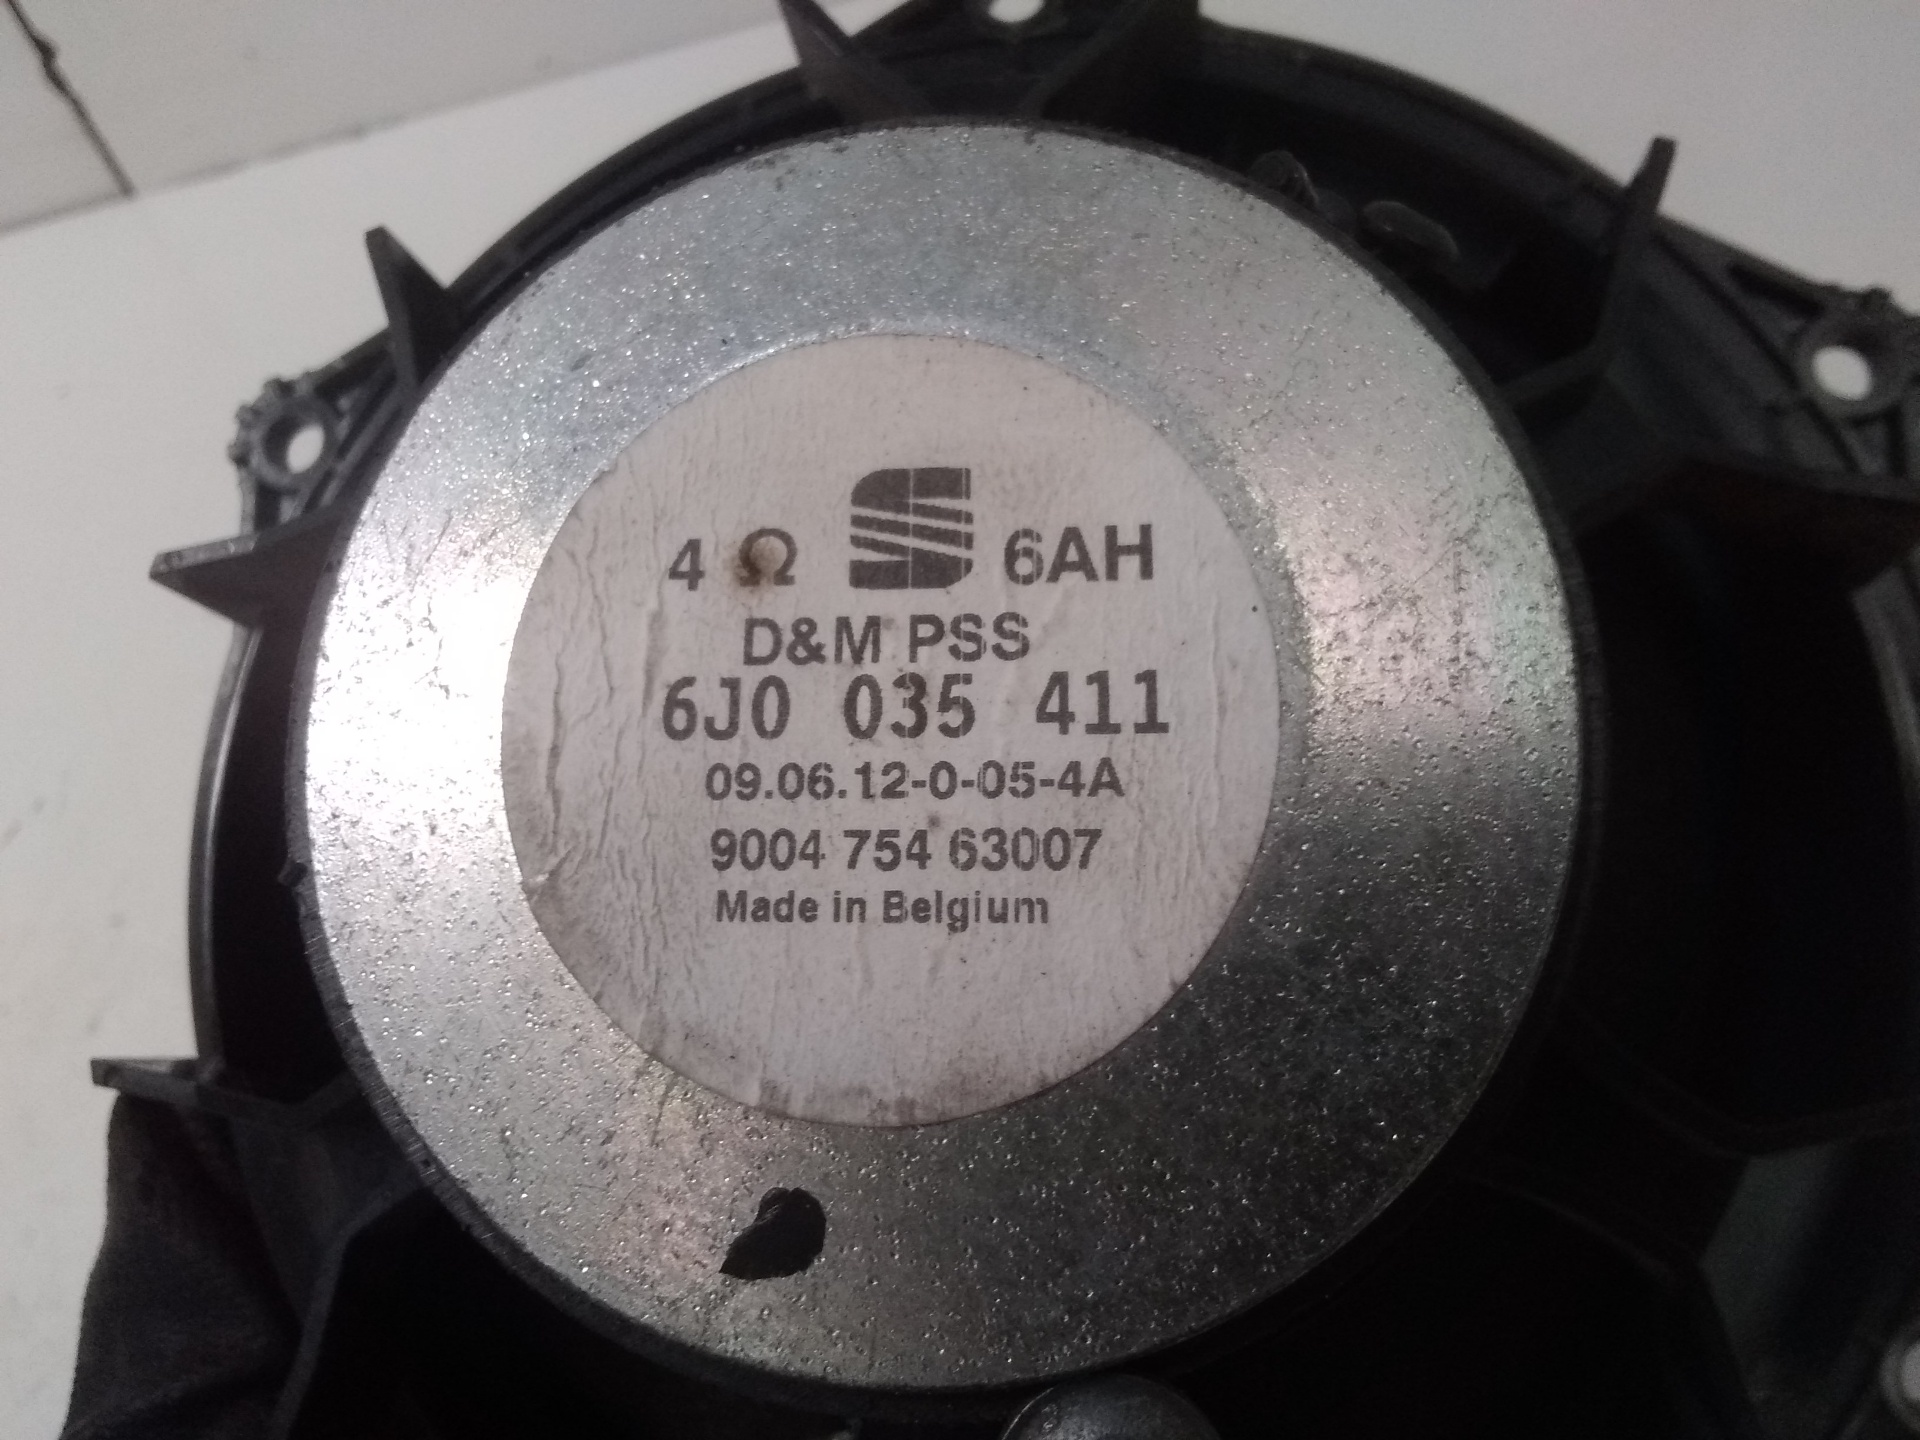 4 Ω 6AH
D&M PSS
6J0 035 411
09.06.12-0-05-4A
9004 754 63007
Made in Belgium